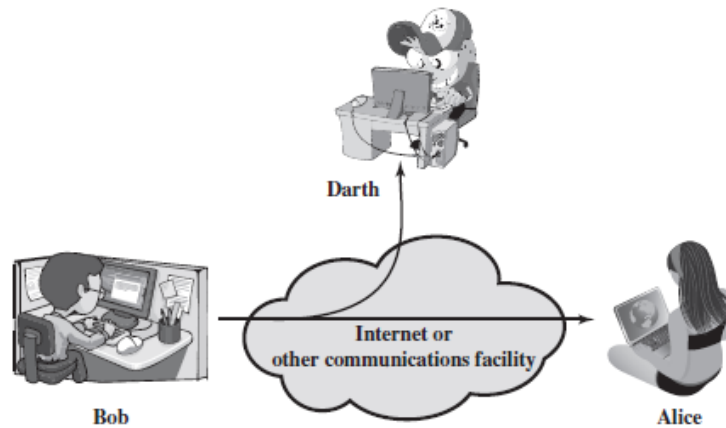 Darth
Internet or
other communications facility
Bob
Alice